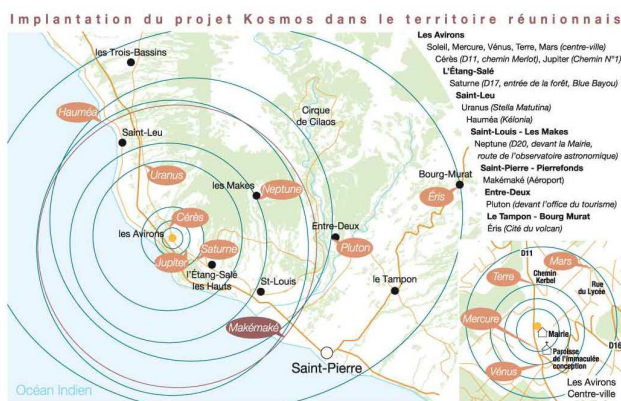 Implantation du projet Kosmos dans le territoire réunionnais
Les Avirons
Soleil, Mercure, Vénus, Terre, Mars (centre-ville)
Cérès (D11, chemin Merlot), Jupiter (Chemin N°1)
L'Étang-Salé
Saturne (D17, entrée de la forêt, Blue Bayou)
Saint-Leu
Uranus (Stella Matutina)
Hauméa (Kélonia)
Saint-Louis - Les Makes
Neptune (D20, devant la Mairie,
route de l'observatoire astronomique)
Saint-Pierre - Pierrefonds
Makémaké (Aéroport)
Entre-Deux
Pluton (devant l'office du tourisme)
Le Tampon - Bourg Murat
Éris (Cité du volcan)
les Trois-Bassins
Hauméa
Saint-Leu
Cirque
de Cilaos
Uranus
les Makes
Neptune
Bourg-Murat
Éris
Cérès
les Avirons
Entre-Deux
Pluton
Jupiter
Saturne
l'Étang-Salé
les Hauts
St-Louis
le Tampon
Makémaké
Saint-Pierre
Océan Indien
D11
Mars
Terre
Chemin
Kerbel
Rue
du Lycée
Mercure
Mairie
D16
Paroisse
de l'immaculée
conception
Vénus
Les Avirons
Centre-ville